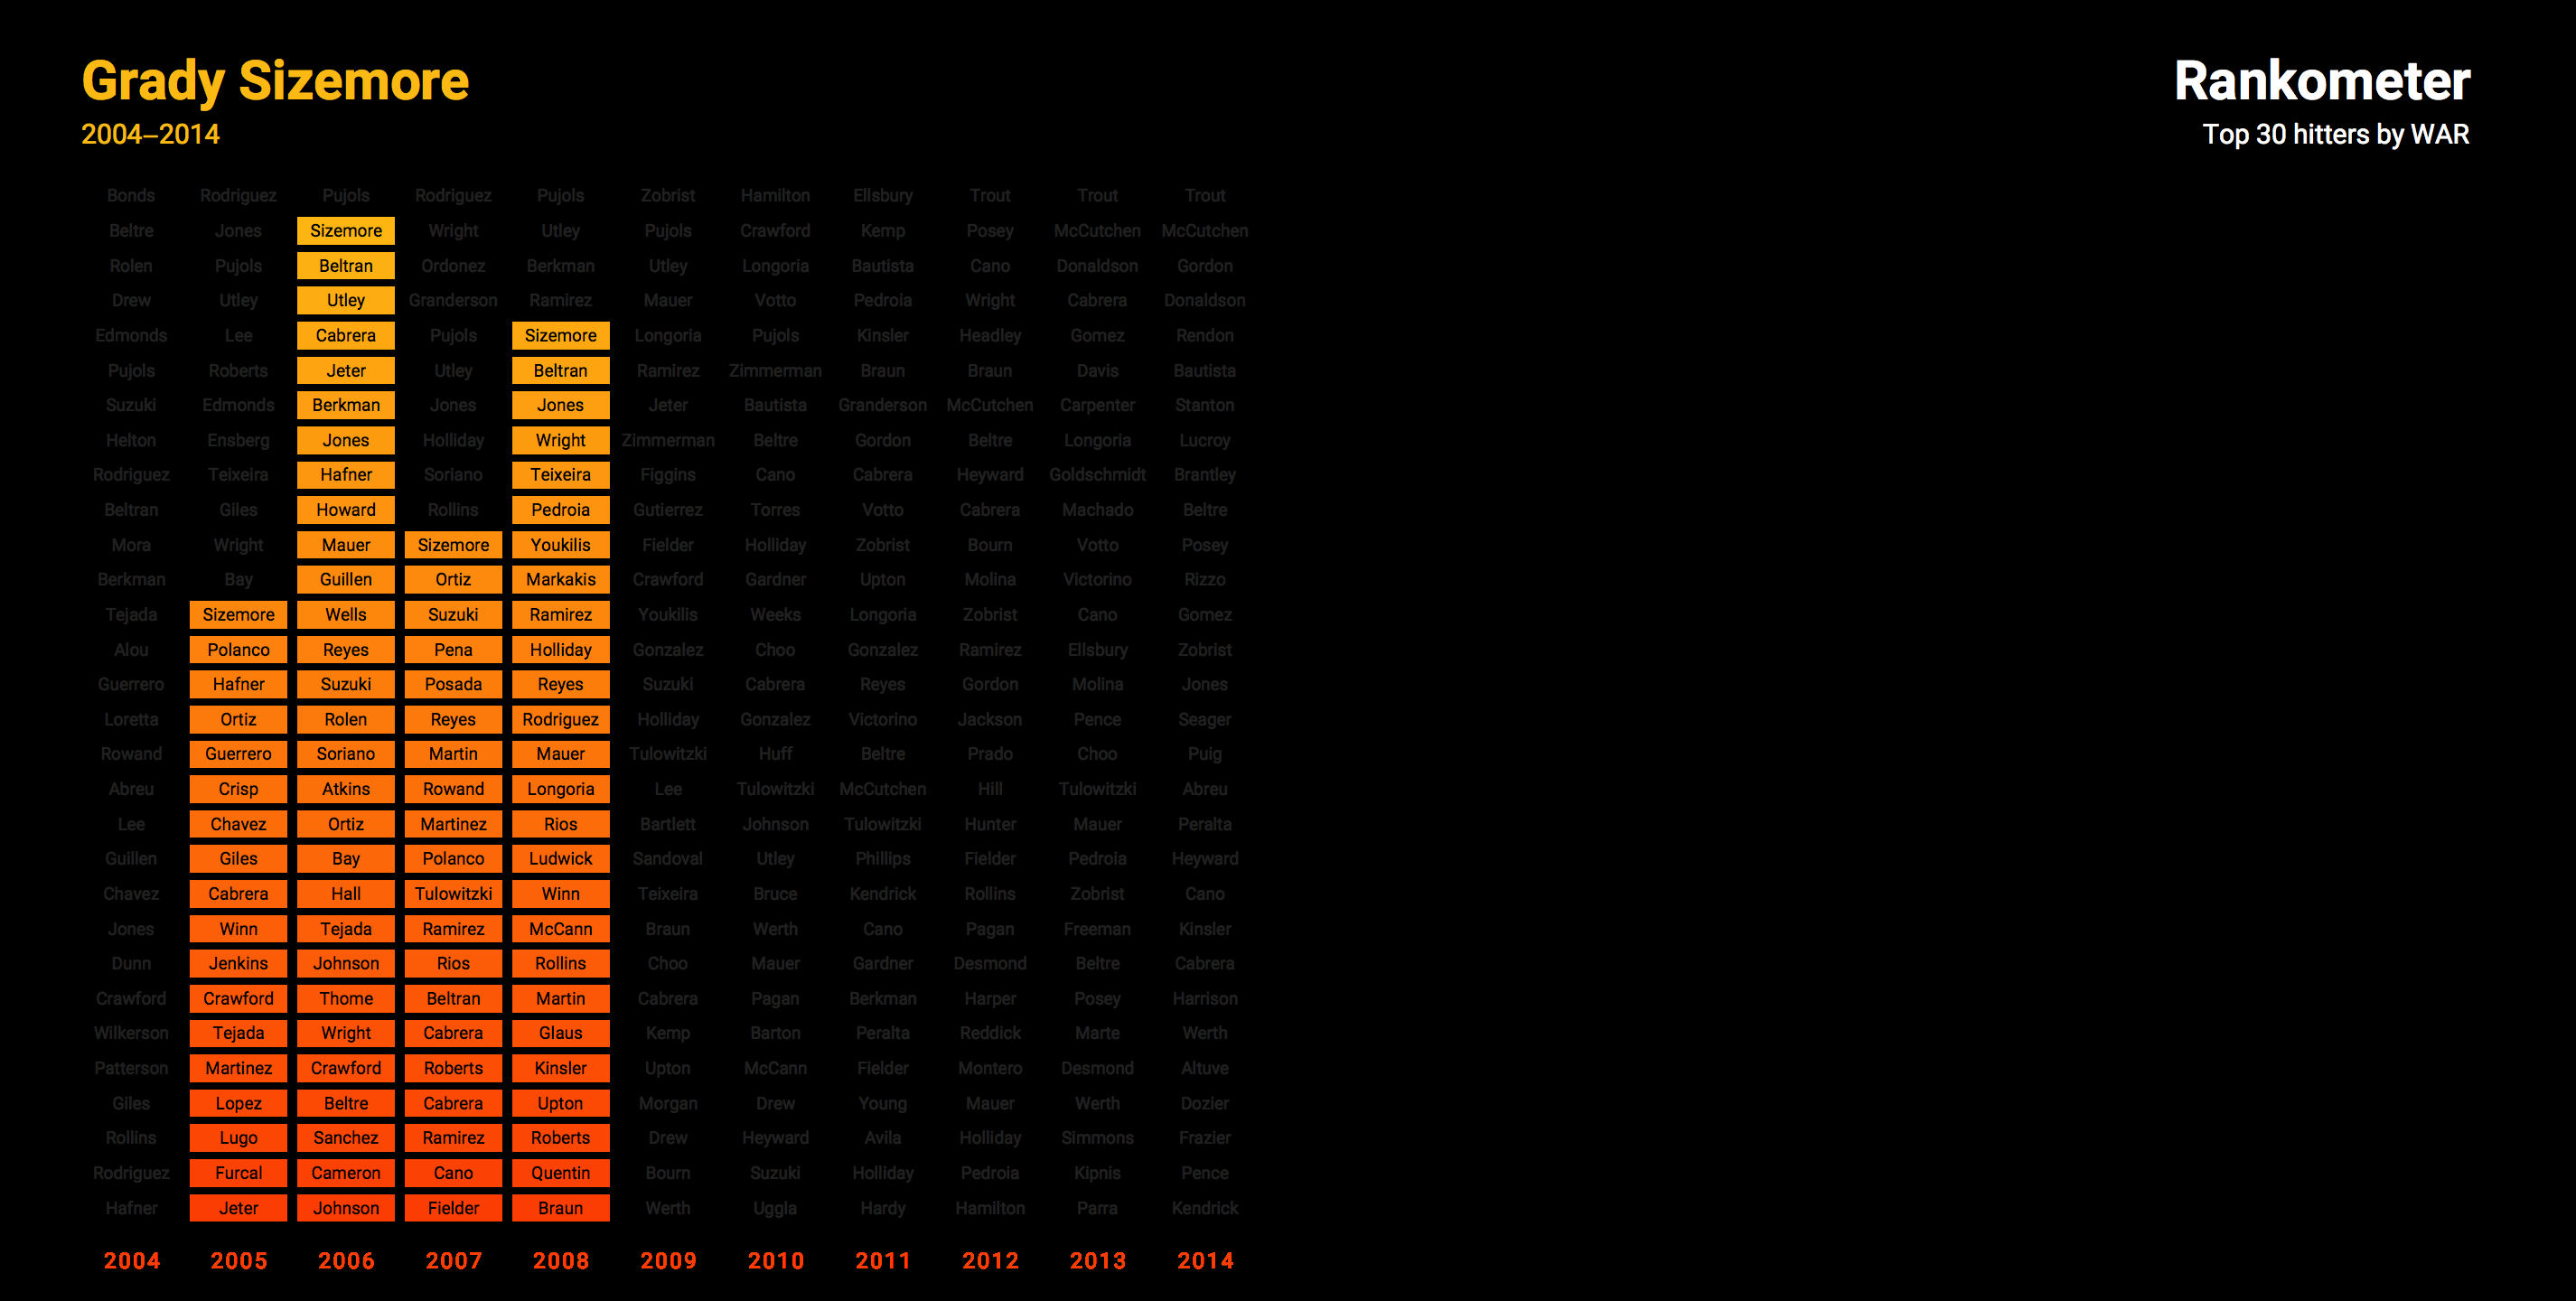 Grady Sizemore
2004–2014
Rankometer
Top 30 hitters by WAR
Bonds Rodriguez Pujols Rodriguez Pujols Zobrist Hamilton Ellsbury Trout Trout Trout
Beltre Jones Sizemore Wright Utley Pujols Crawford Kemp Posey McCutchen McCutchen
Rolen Pujols Beltran Ordonez Berkman Utley Longoria Bautista Cano Donaldson Gordon
Drew Utley Utley Granderson Ramirez Mauer Votto Pedroia Wright Cabrera Donaldson
Edmonds Lee Cabrera Pujols Sizemore Longoria Pujols Kinsler Headley Gomez Rendon
Pujols Roberts Jeter Utley Beltran Ramirez Zimmerman Braun Braun Davis Bautista
Suzuki Edmonds Berkman Jones Jones Jeter Bautista Granderson McCutchen Carpenter Stanton
Helton Ensberg Jones Holliday Wright Zimmerman Beltre Gordon Beltre Longoria Lucroy
Rodriguez Teixeira Hafner Soriano Teixeira Figgins Cano Cabrera Heyward Goldschmidt Brantley
Beltran Giles Howard Rollins Pedroia Gutierrez Torres Votto Cabrera Machado Beltre
Mora Wright Mauer Sizemore Youkilis Fielder Holliday Zobrist Bourn Votto Posey
Berkman Bay Guillen Ortiz Markakis Crawford Gardner Upton Molina Victorino Rizzo
Tejada Sizemore Wells Suzuki Ramirez Youkilis Weeks Longoria Zobrist Cano Gomez
Alou Polanco Reyes Pena Holliday Gonzalez Choo Gonzalez Ramirez Ellsbury Zobrist
Guerrero Hafner Suzuki Posada Reyes Suzuki Cabrera Reyes Gordon Molina Jones
Loretta Ortiz Rolen Reyes Rodriguez Holliday Gonzalez Victorino Jackson Pence Seager
Rowand Guerrero Soriano Martin Mauer Tulowitzki Huff Beltre Prado Choo Puig
Abreu Crisp Atkins Rowand Longoria Lee Tulowitzki McCutchen Hill Tulowitzki Abreu
Lee Chavez Ortiz Martinez Rios Bartlett Johnson Tulowitzki Hunter Mauer Peralta
Guillen Giles Bay Polanco Ludwick Sandoval Utley Phillips Fielder Pedroia Heyward
Chavez Cabrera Hall Tulowitzki Winn Teixeira Bruce Kendrick Rollins Zobrist Cano
Jones Winn Tejada Ramirez McCann Braun Werth Cano Pagan Freeman Kinsler
Dunn Jenkins Johnson Rios Rollins Choo Mauer Gardner Desmond Beltre Cabrera
Crawford Crawford Thome Beltran Martin Cabrera Pagan Berkman Harper Posey Harrison
Wilkerson Tejada Wright Cabrera Glaus Kemp Barton Peralta Reddick Marte Werth
Patterson Martinez Crawford Roberts Kinsler Upton McCann Fielder Montero Desmond Altuve
Giles Lopez Beltre Cabrera Upton Morgan Drew Young Mauer Werth Dozier
Rollins Lugo Sanchez Ramirez Roberts Drew Heyward Avila Holliday Simmons Frazier
Rodriguez Furcal Cameron Cano Quentin Bourn Suzuki Holliday Pedroia Kipnis Pence
Hafner Jeter Johnson Fielder Braun Werth Uggla Hardy Hamilton Parra Kendrick
2004 2005 2006 2007 2008 2009 2010 2011 2012 2013 2014